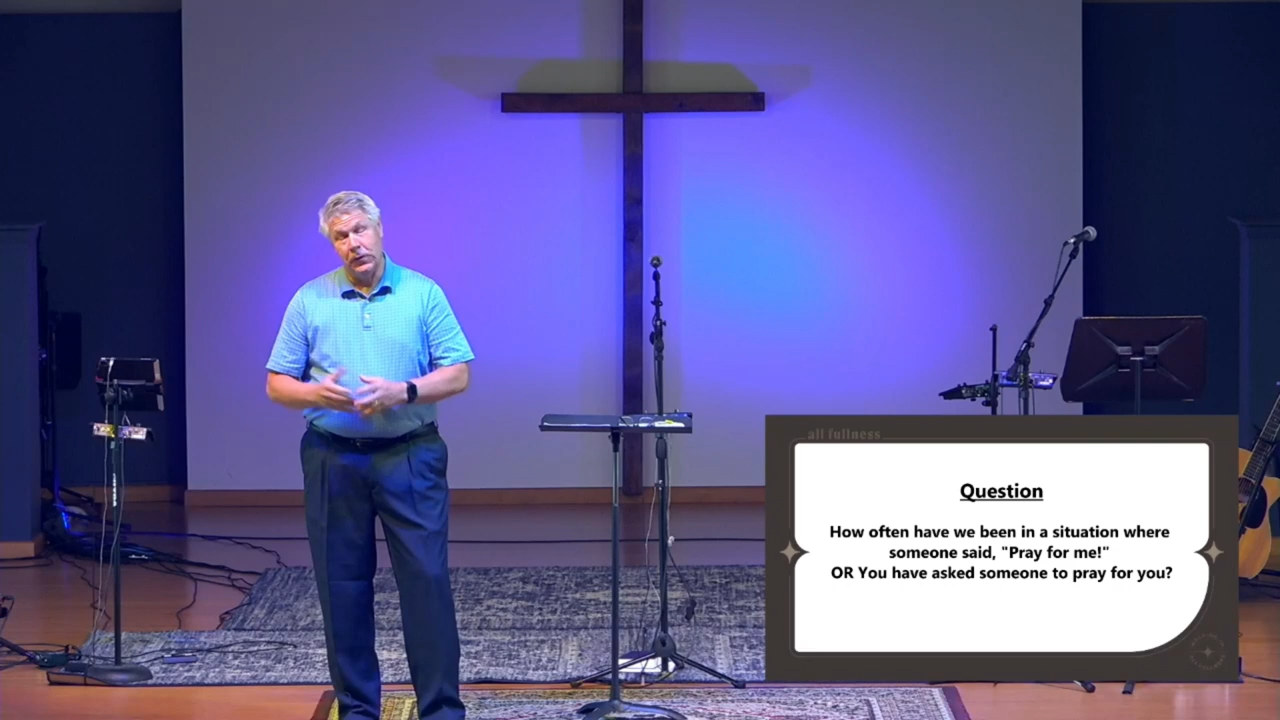 all fullness
Question
How often have we been in a situation where
someone said, "Pray for me!"
OR You have asked someone to pray for you?